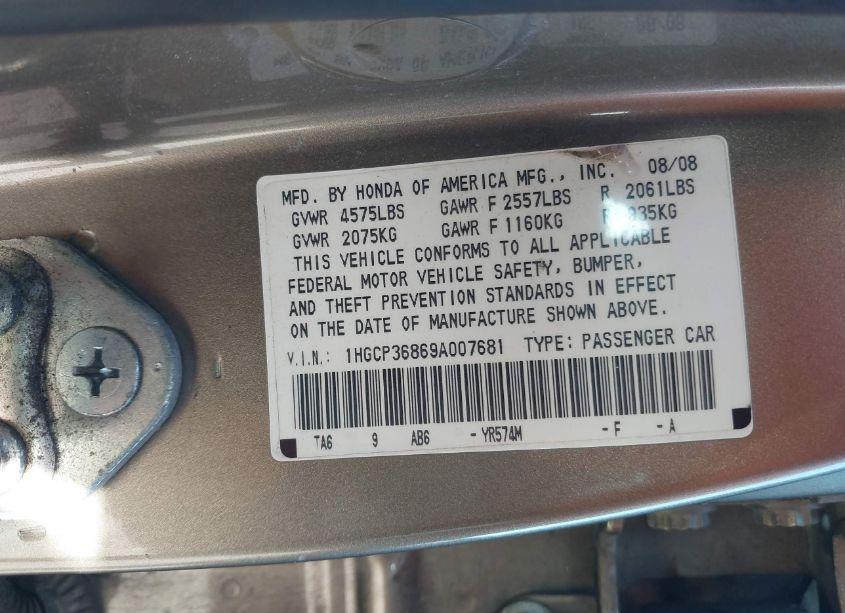 MFD. BY HONDA OF AMERICA MFG., INC. 08/08
GVWR 4575LBS GAWR F 2557LBS R 2061LBS
GVWR 2075KG GAWR F 1160KG
THIS VEHICLE CONFORMS TO ALL APPLICABLE
FEDERAL MOTOR VEHICLE SAFETY, BUMPER,
AND THEFT PREVENTION STANDARDS IN EFFECT
ON THE DATE OF MANUFACTURE SHOWN ABOVE.
V.I.N.: 1HGCP36869A007681 TYPE: PASSENGER CAR
TA6 9 AB6 -YR574M -F -A